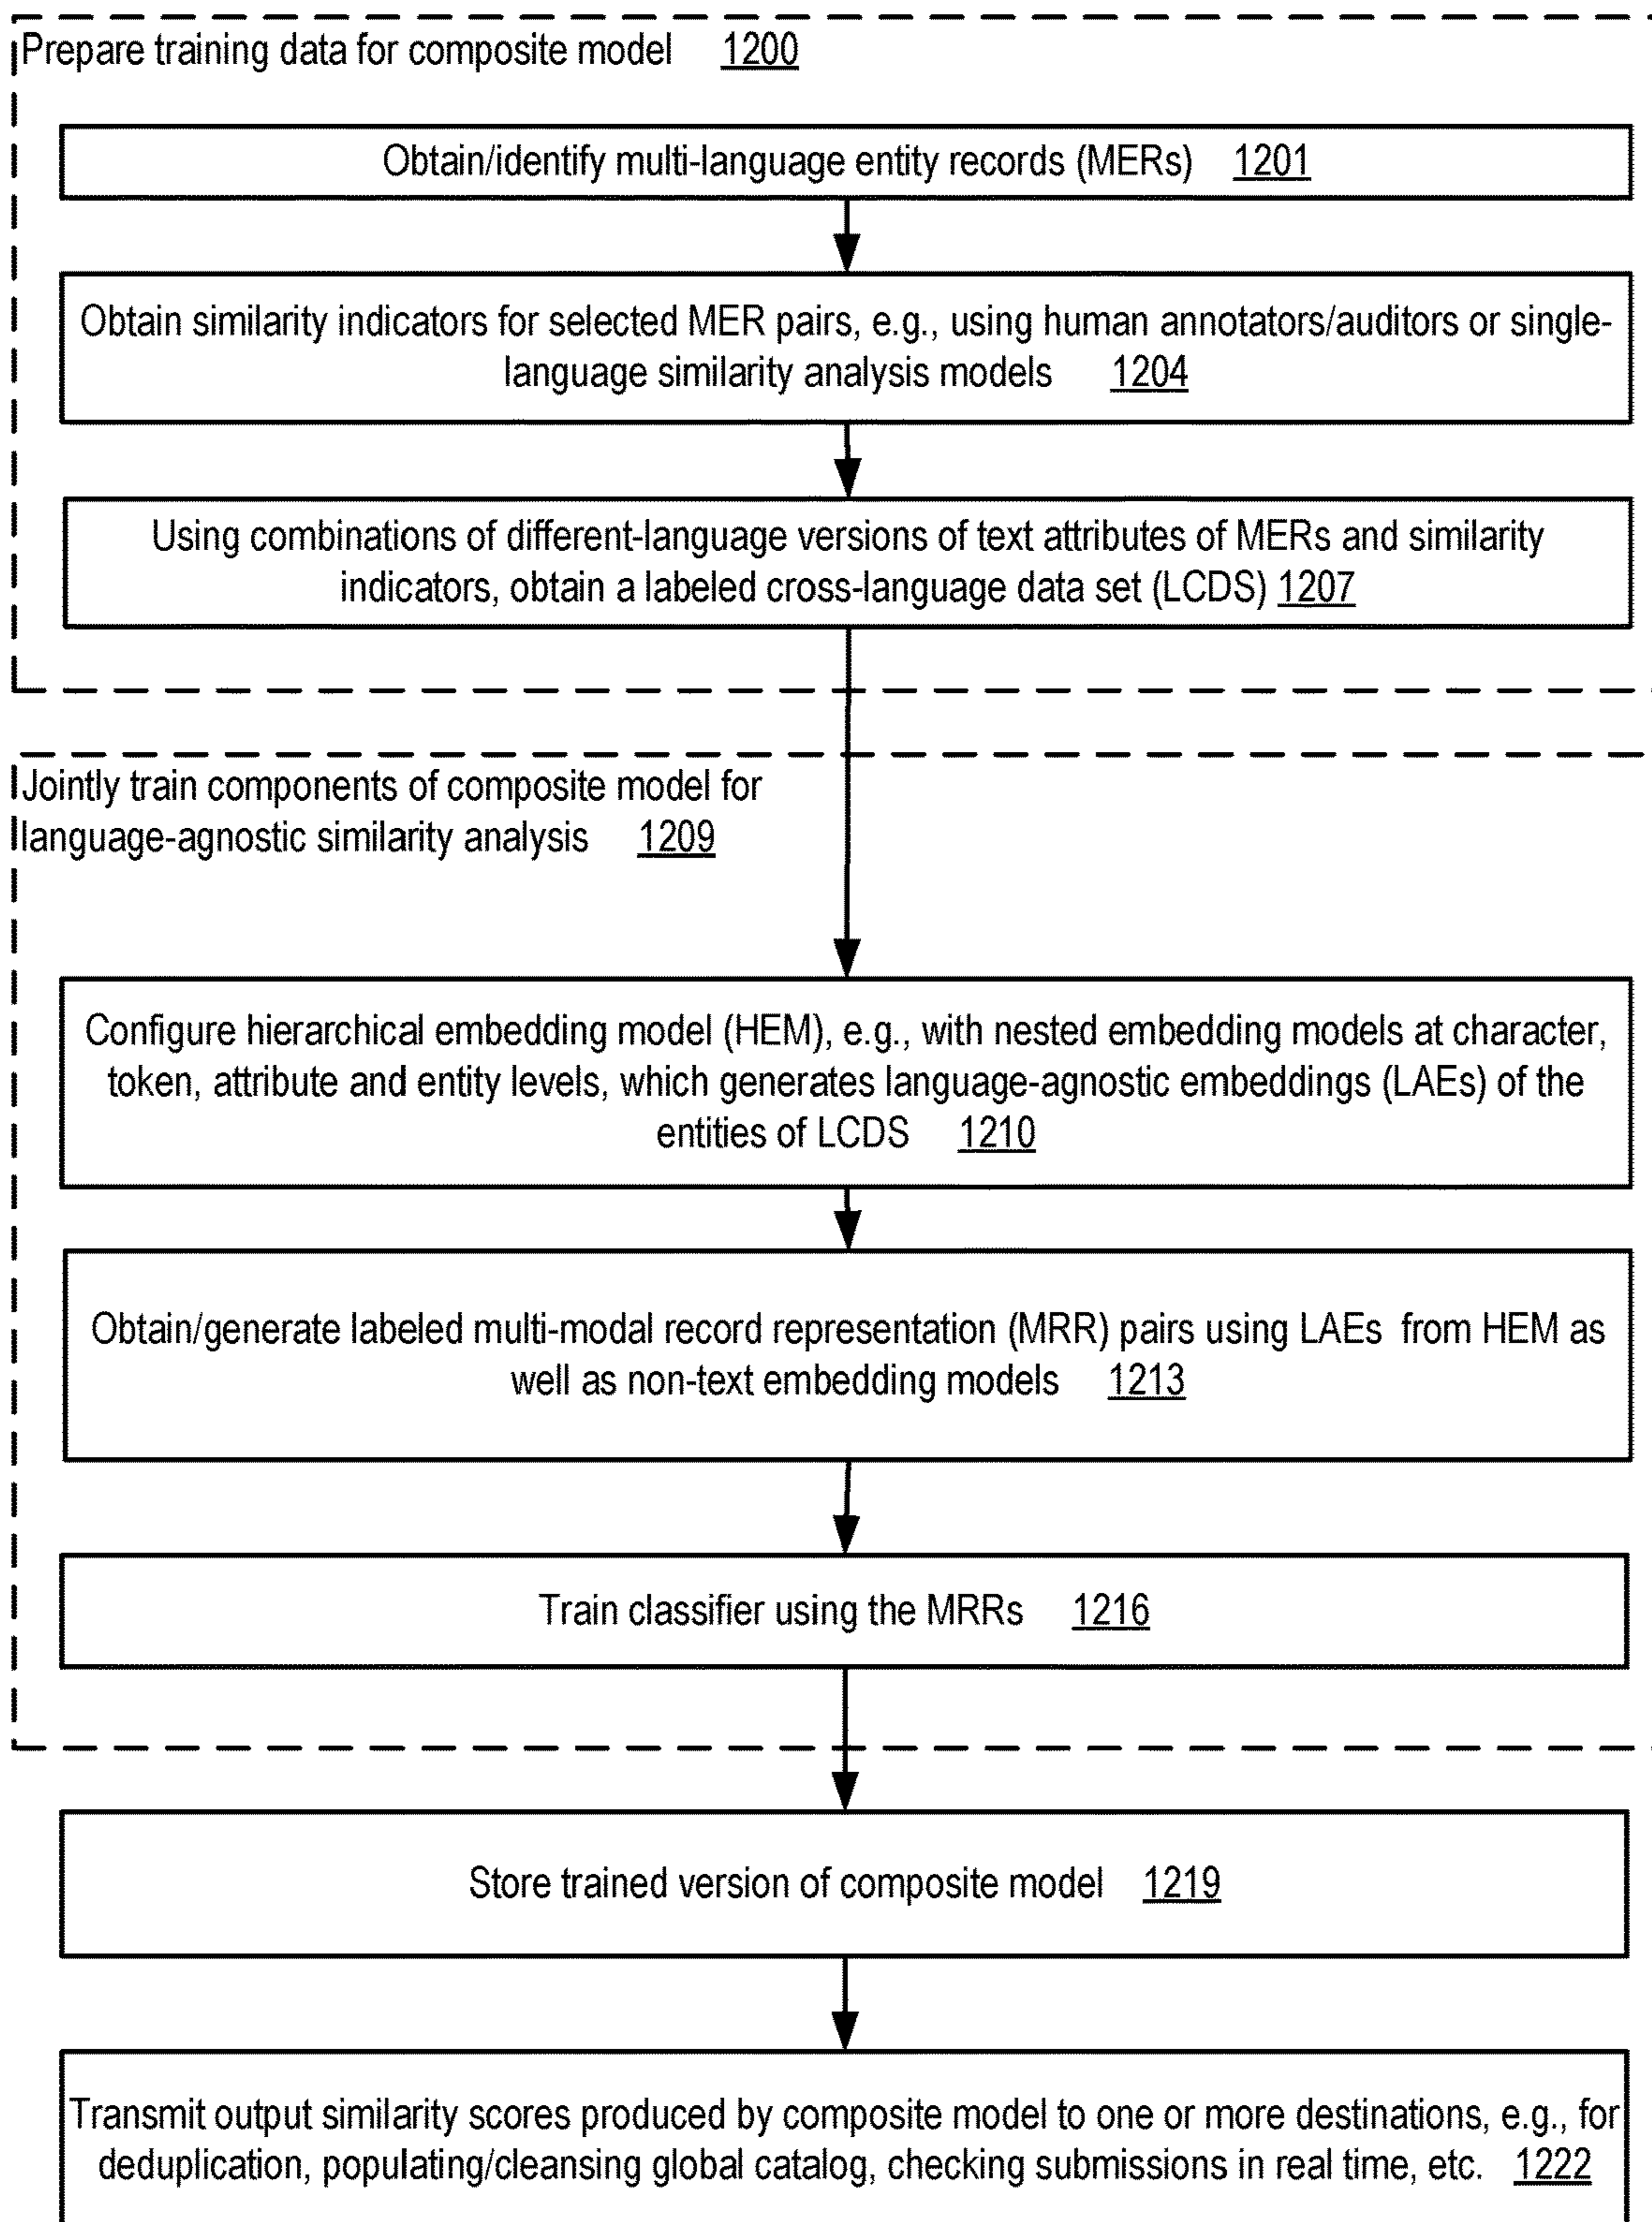 Prepare training data for composite model 1200
Obtain/identify multi-language entity records (MERs) 1201
Obtain similarity indicators for selected MER pairs, e.g., using human annotators/auditors or single-
language similarity analysis models 1204
Using combinations of different-language versions of text attributes of MERs and similarity
indicators, obtain a labeled cross-language data set (LCDS) 1207
Jointly train components of composite model for
language-agnostic similarity analysis 1209
Configure hierarchical embedding model (HEM), e.g., with nested embedding models at character,
token, attribute and entity levels, which generates language-agnostic embeddings (LAEs) of the
entities of LCDS 1210
Obtain/generate labeled multi-modal record representation (MRR) pairs using LAEs from HEM as
well as non-text embedding models 1213
Train classifier using the MRRs 1216
Store trained version of composite model 1219
Transmit output similarity scores produced by composite model to one or more destinations, e.g., for
deduplication, populating/cleansing global catalog, checking submissions in real time, etc. 1222